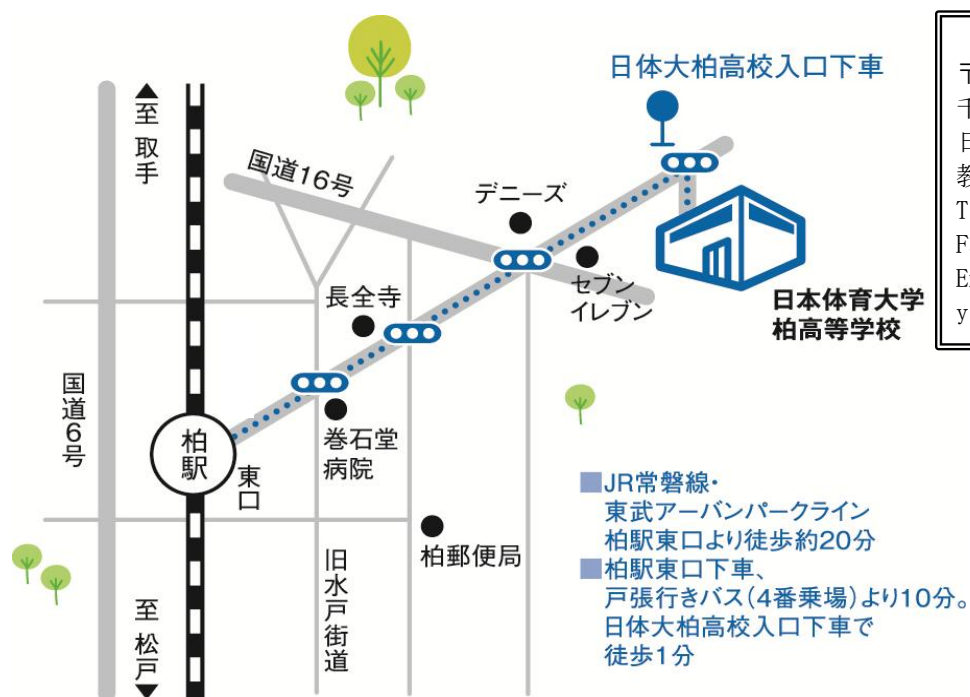 日体大柏高校入口下車
▲至 取手
国道16号
デニーズ
セブン
イレブン
長全寺
日本体育大学
柏高等学校
国道6号
柏駅
東口
巻石堂
病院
柏郵便局
旧水戸街道
至 松戸▼
■JR常磐線・
東武アーバンパークライン
柏駅東口より徒歩約20分
■柏駅東口下車、
戸張行きバス(4番乗場)より10分。
日体大柏高校入口下車で
徒歩1分
〒
千
教
T
F
y